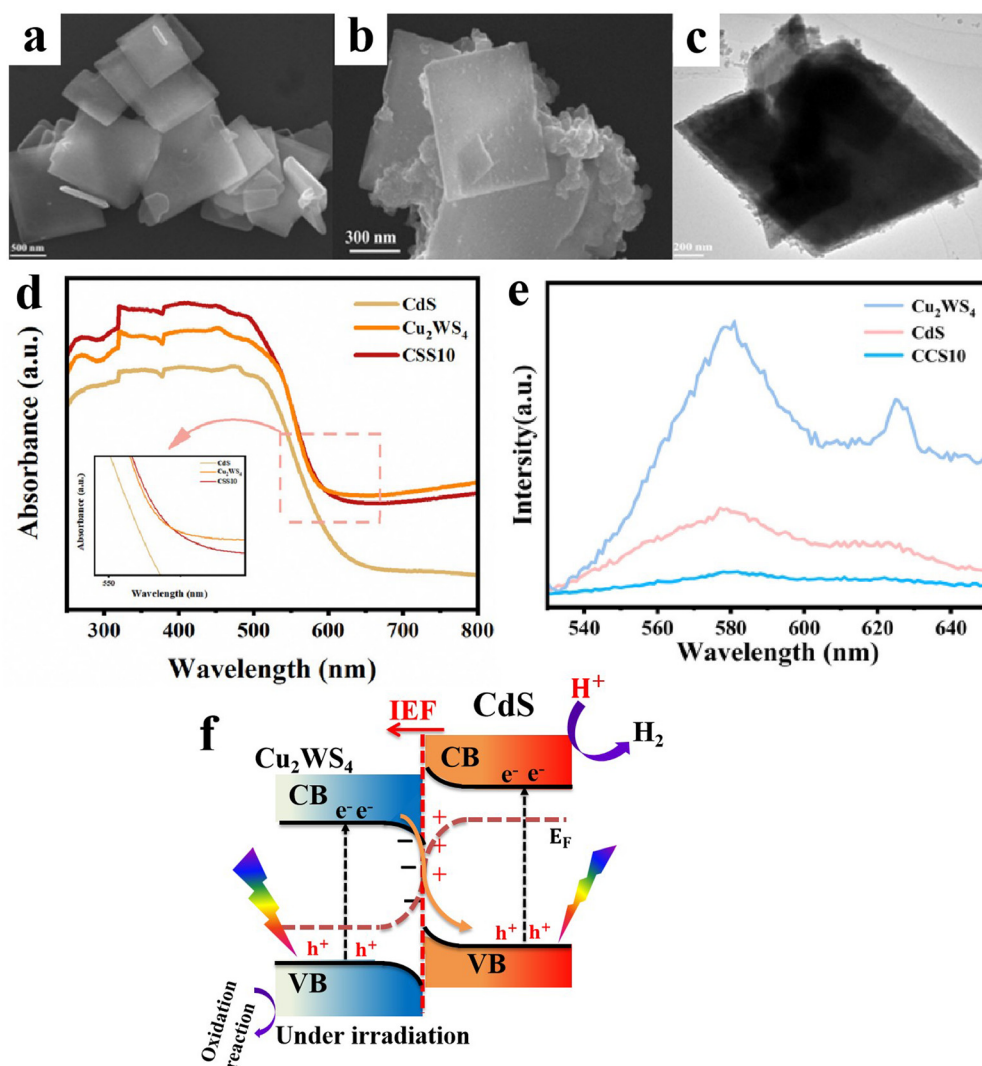 a
500 nm
b
300 nm
c
200 nm
d
CdS
Cu₂WS₄
CSS10
Absorbance (a.u.)
CdS
Cu₂WS₄
CSS10
Absorbance (a.u.)
550
Wavelength (nm)
300 400 500 600 700 800
Wavelength (nm)
e
Cu₂WS₄
CdS
CCS10
Intersity(a.u.)
540 560 580 600 620 640
Wavelength (nm)
f
IEF
CdS
H⁺
H₂
Cu₂WS₄
CB
e⁻ e⁻
CB
e⁻ e⁻
+
+
+
−
−
−
E_F
h⁺ h⁺
VB
h⁺ h⁺
VB
Oxidation
reaction
Under irradiation